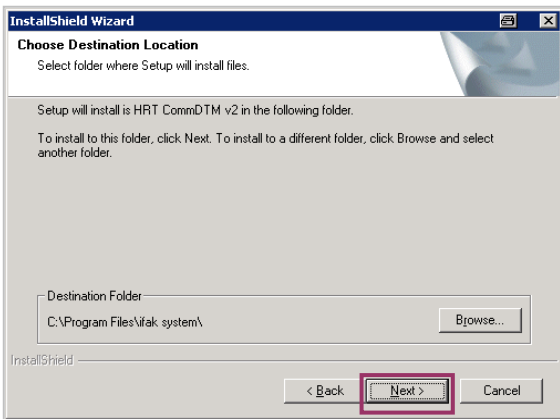 InstallShield Wizard
Choose Destination Location
Select folder where Setup will install files.
Setup will install is HRT CommDTM v2 in the following folder.
To install to this folder, click Next. To install to a different folder, click Browse and select
another folder.
Destination Folder
C:\Program Files\ifak system\
Browse...
InstallShield
< Back
Next >
Cancel